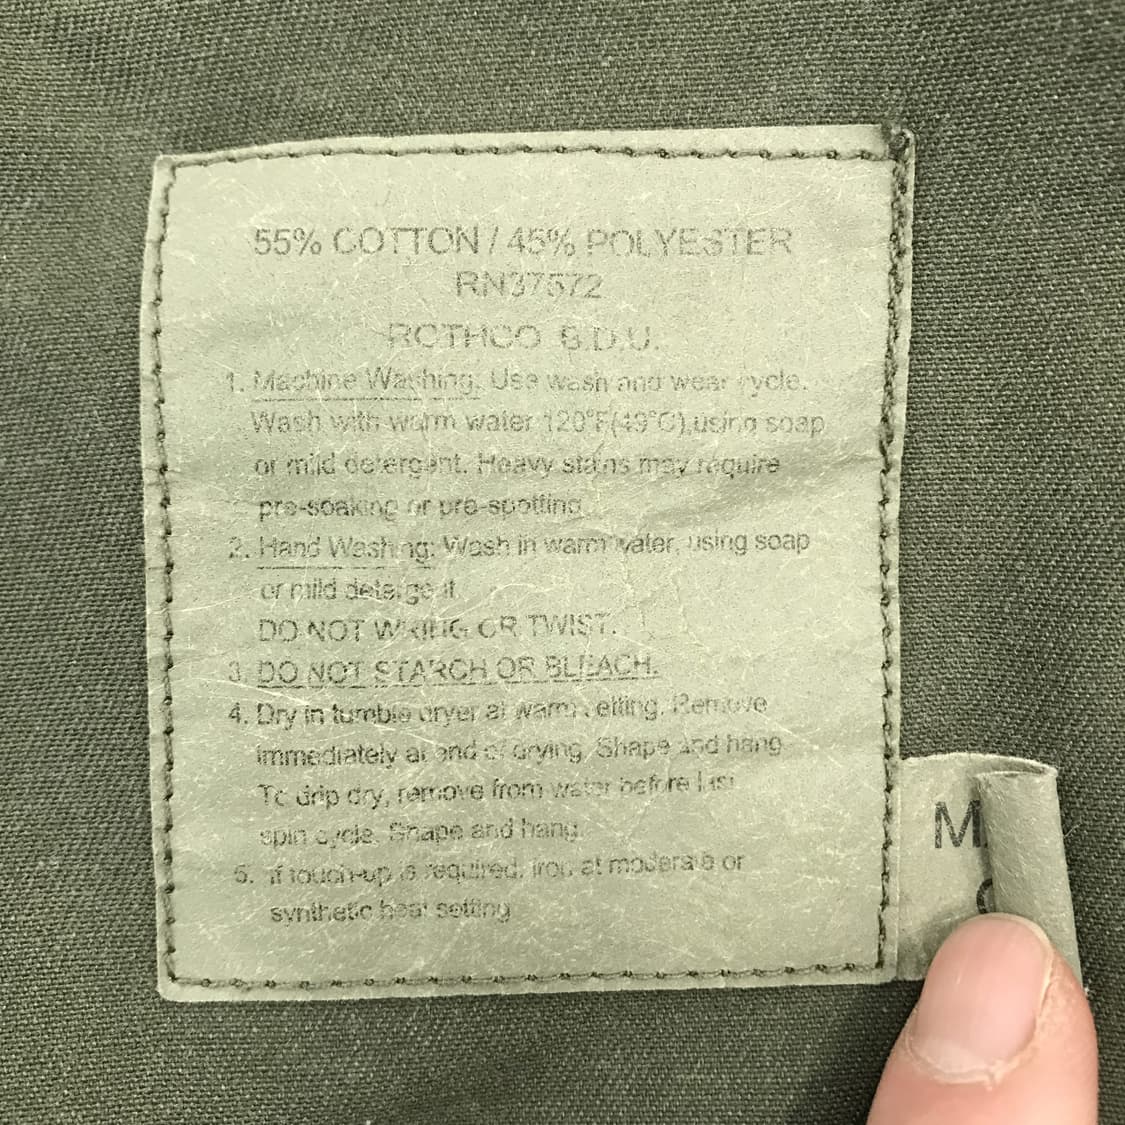 55% COTTON / 45% POLYESTER
RN37572
ROTHCO B.D.U.
1. Machine Washing: Use wash and wear cycle.
Wash with warm water 120°F(49°C),using soap
or mild detergent. Heavy stains may require
pre-soaking or pre-spotting
2. Hand Washing: Wash in warm water, using soap
or mild detergent.
DO NOT WRING OR TWIST.
3. DO NOT STARCH OR BLEACH.
4. Dry in tumble dryer at warm setting. Remove
immediately at end of drying. Shape and hang
To drip dry, remove from water before last
spin cycle. Shape and hang.
5. if touch-up is required, iron at moderate or
synthetic heat setting